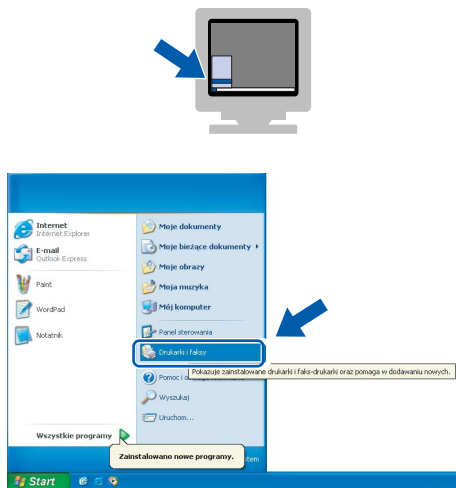 Internet
Internet Explorer
E-mail
Outlook Express
Paint
WordPad
Notatnik
Wszystkie programy
Moje dokumenty
Moje bieżące dokumenty
Moje obrazy
Moja muzyka
Mój komputer
Panel sterowania
Drukarki i faksy
Pokazuje zainstalowane drukarki i faks-drukarki oraz pomaga w dodawaniu nowych.
Pomoc i
Wyszukaj
Uruchom...
Zainstalowano nowe programy.
Start